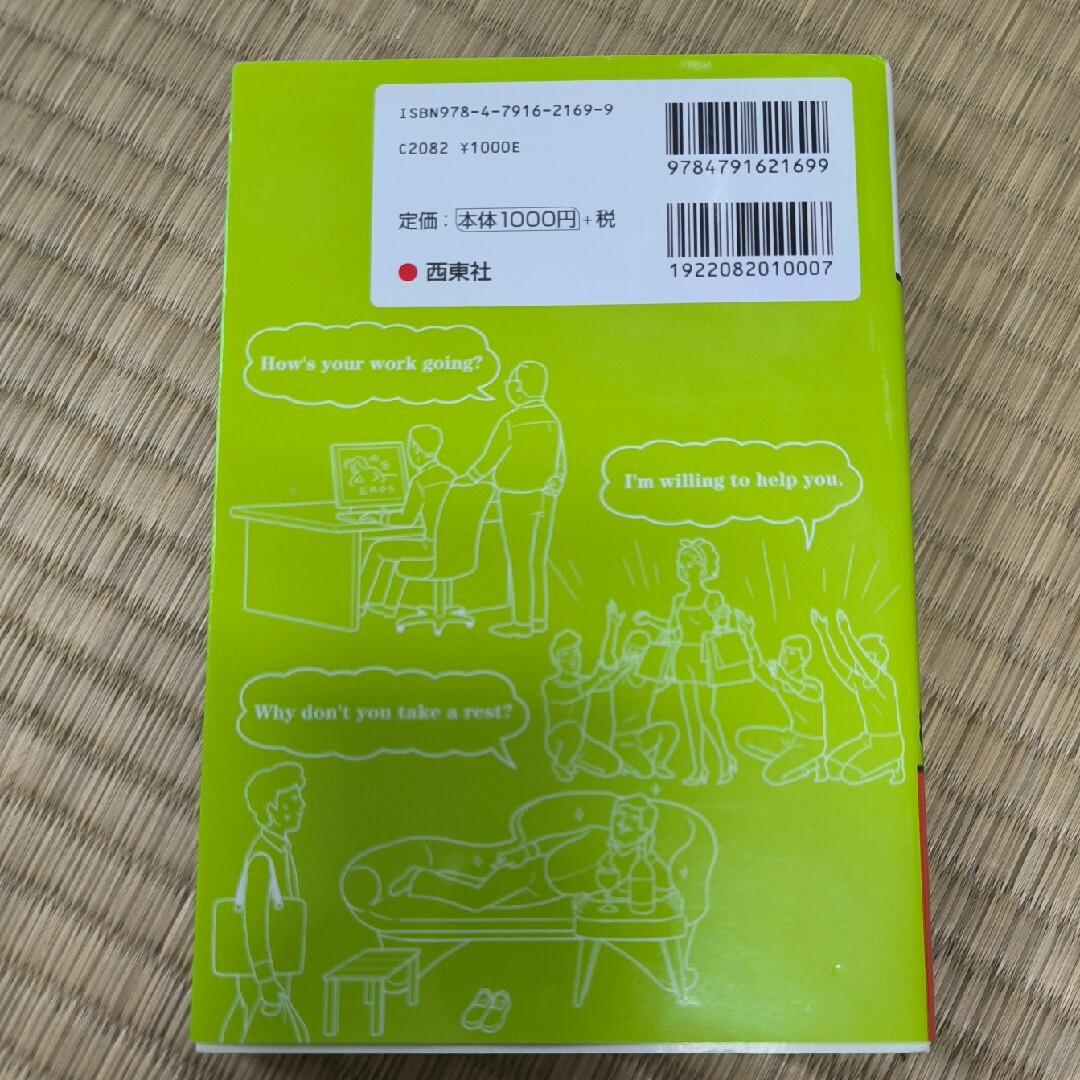 ISBN978-4-7916-2169-9
C2082 ¥1000E
9784791621699
定価：本体1000円+税
1922082010007
西東社
How's your work going?
EROS
I'm willing to help you.
Why don't you take a rest?